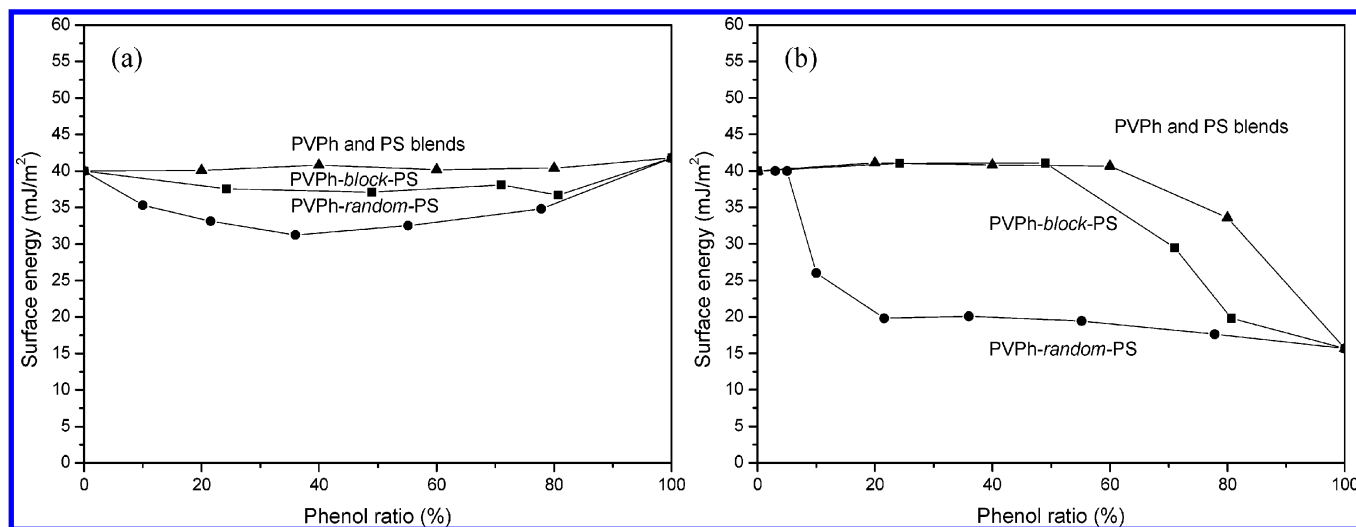 (a)
60
55
50
45
40
35
30
25
20
15
10
5
0
Surface energy (mJ/m²)
PVPh and PS blends
PVPh-block-PS
PVPh-random-PS
0 20 40 60 80 100
Phenol ratio (%)
(b)
60
55
50
45
40
35
30
25
20
15
10
5
0
Surface energy (mJ/m²)
PVPh and PS blends
PVPh-block-PS
PVPh-random-PS
0 20 40 60 80 100
Phenol ratio (%)